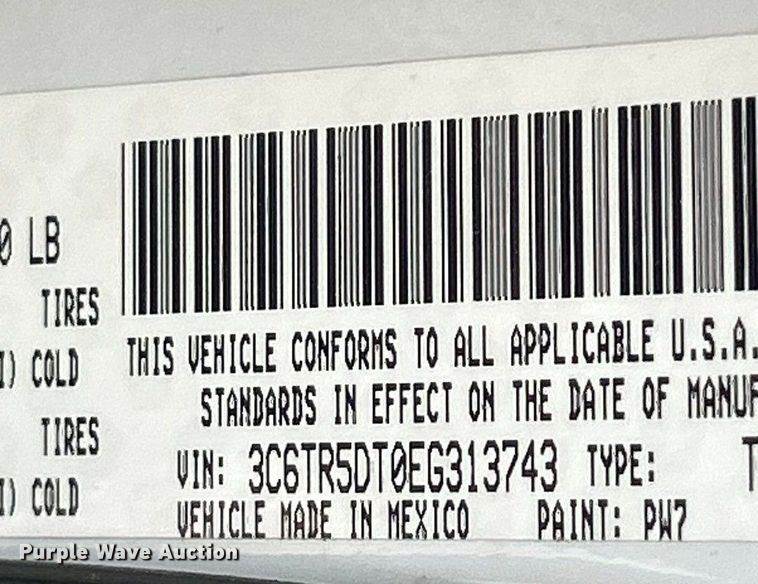 0 LB
TIRES
I) COLD
TIRES
I) COLD
THIS VEHICLE CONFORMS TO ALL APPLICABLE U.S.A.
STANDARDS IN EFFECT ON THE DATE OF MANUF
VIN: 3C6TR5DT0EG313743 TYPE: T
VEHICLE MADE IN MEXICO PAINT: PW7
Purple Wave Auction